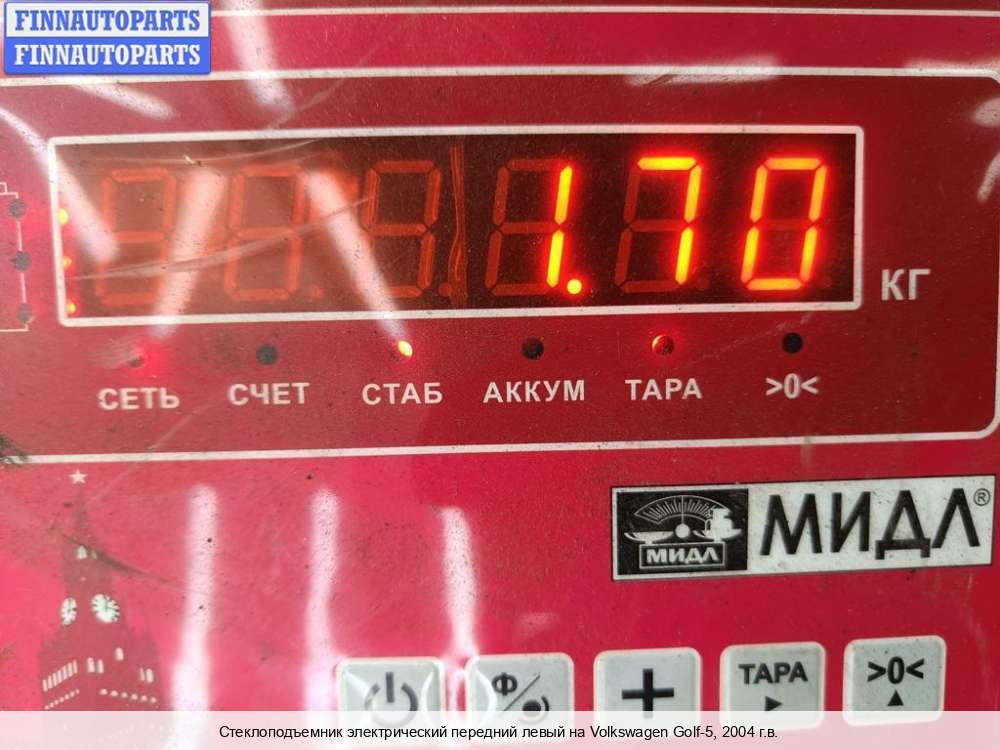 FINNAUTOPARTS
FINNAUTOPARTS
1.70
КГ
СЕТЬ СЧЕТ СТАБ АККУМ ТАРА >0<
МИДЛ МИДЛ®
Ф ТАРА >0<
Стеклоподъемник электрический передний левый на Volkswagen Golf-5, 2004 г.в.